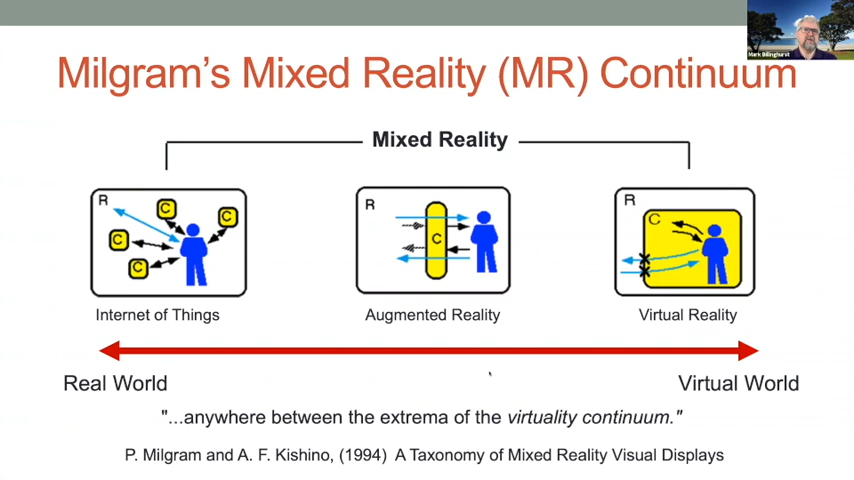 Mark Billinghurst
Milgram's Mixed Reality (MR) Continuum
Mixed Reality
R
C
C
C
C
R
C
R
C
Internet of Things
Augmented Reality
Virtual Reality
Real World
Virtual World
"...anywhere between the extrema of the virtuality continuum."
P. Milgram and A. F. Kishino, (1994) A Taxonomy of Mixed Reality Visual Displays